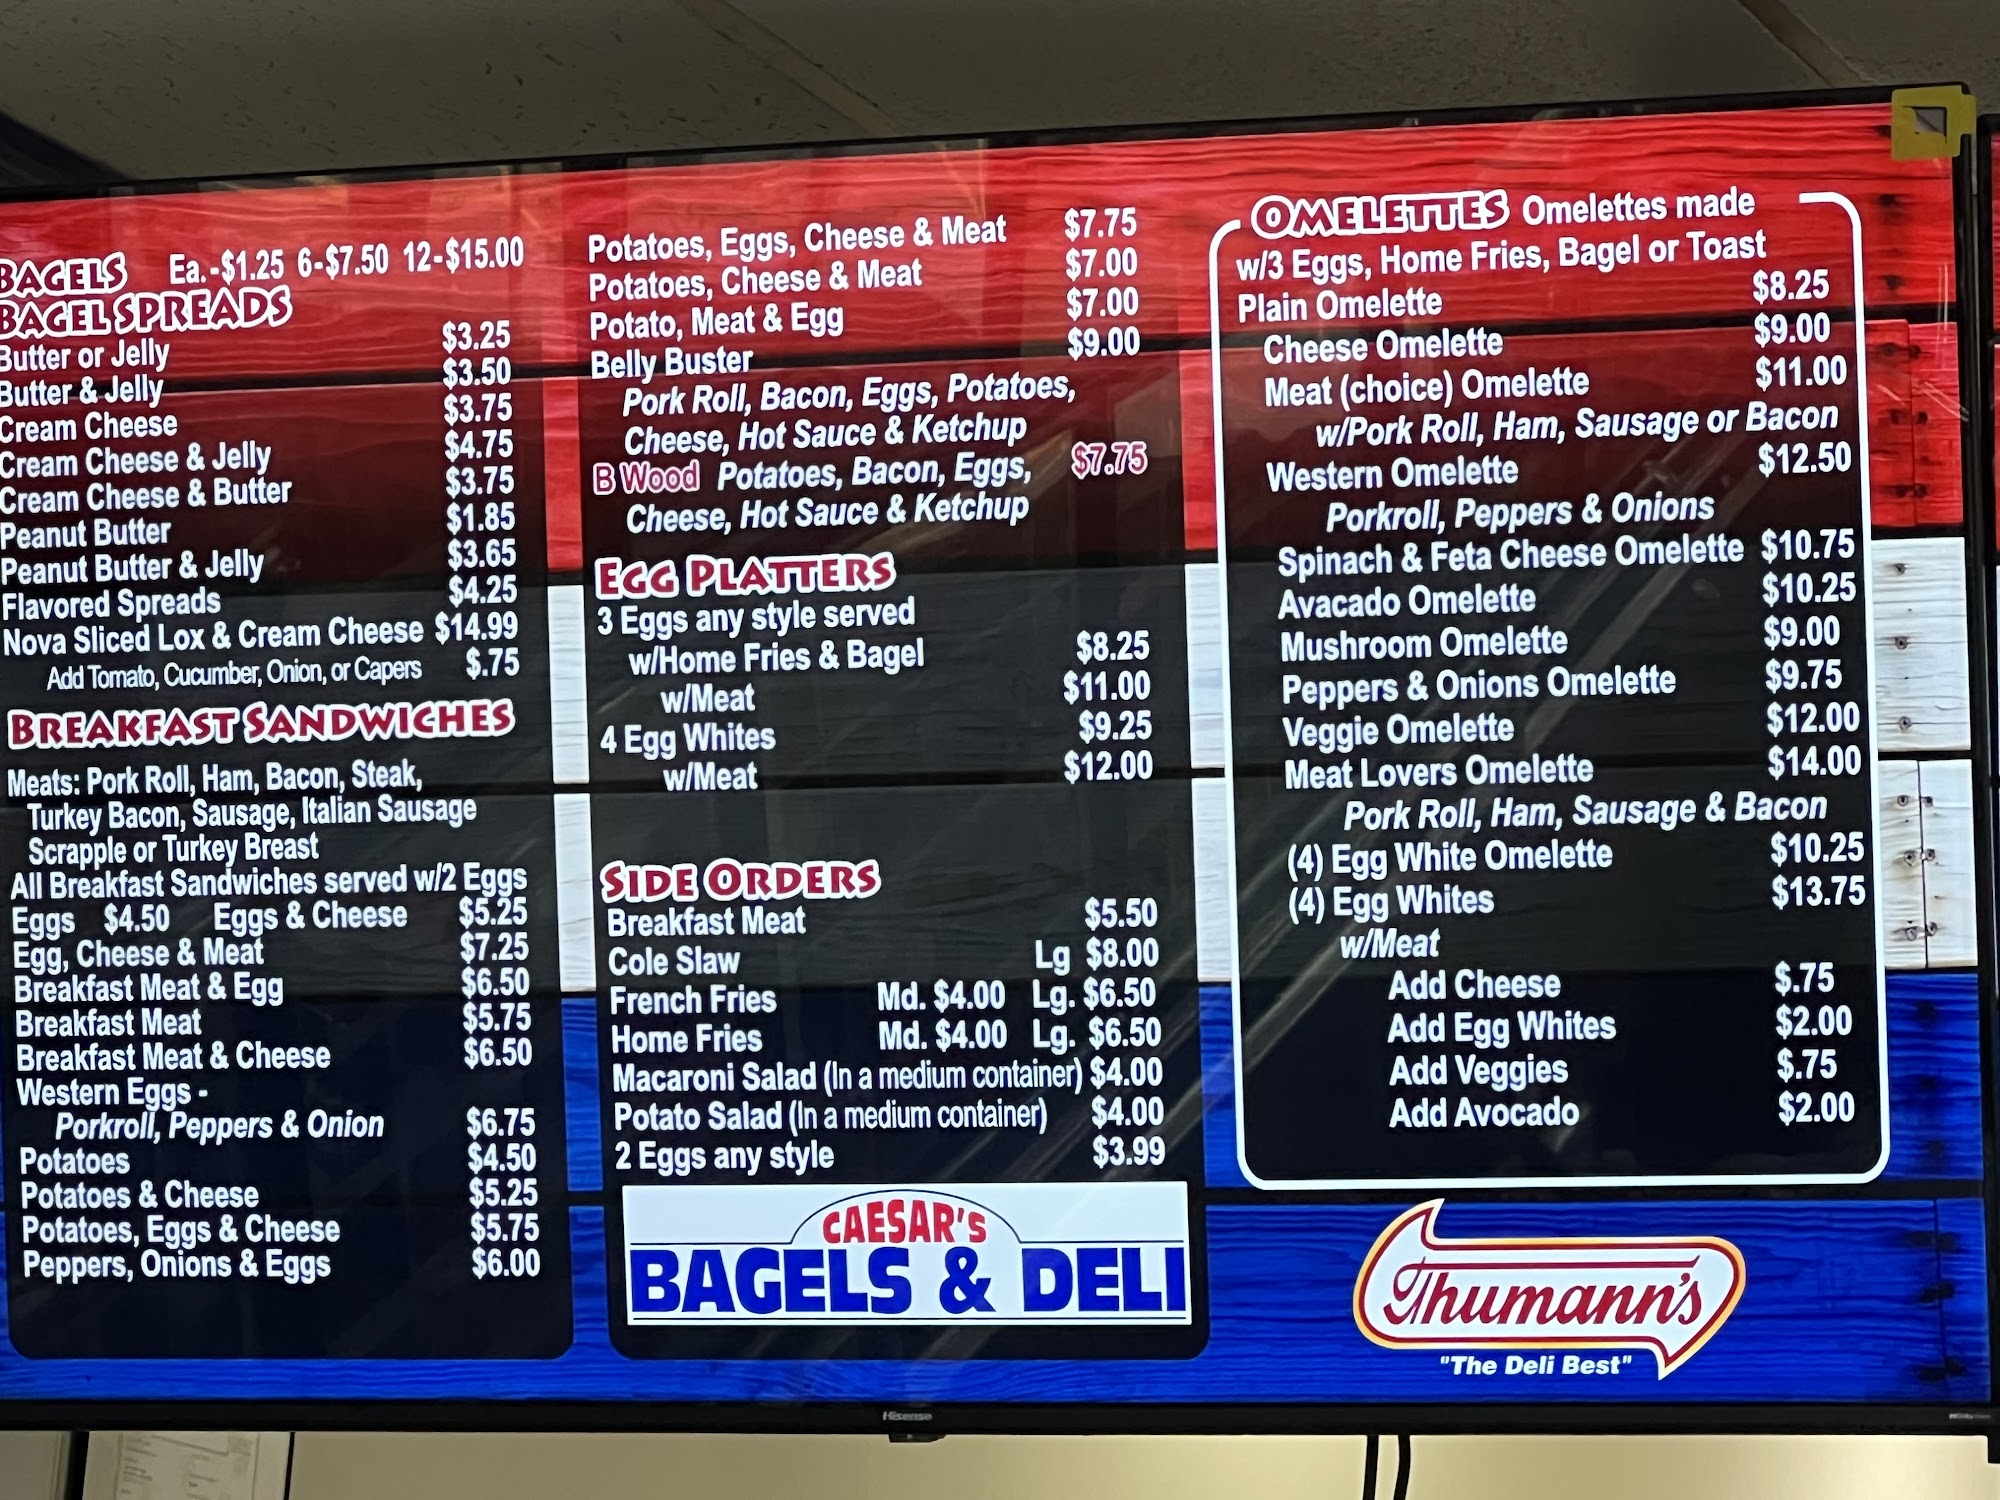 BAGELS Ea.-$1.25 6-$7.50 12-$15.00
BAGEL SPREADS
Butter or Jelly $3.25
Butter & Jelly $3.50
Cream Cheese $3.75
Cream Cheese & Jelly $4.75
Cream Cheese & Butter $3.75
Peanut Butter $1.85
Peanut Butter & Jelly $3.65
Flavored Spreads $4.25
Nova Sliced Lox & Cream Cheese $14.99
Add Tomato, Cucumber, Onion, or Capers $.75
BREAKFAST SANDWICHES
Meats: Pork Roll, Ham, Bacon, Steak,
Turkey Bacon, Sausage, Italian Sausage
Scrapple or Turkey Breast
All Breakfast Sandwiches served w/2 Eggs
Eggs $4.50 Eggs & Cheese $5.25
Egg, Cheese & Meat $7.25
Breakfast Meat & Egg $6.50
Breakfast Meat $5.75
Breakfast Meat & Cheese $6.50
Western Eggs -
Porkroll, Peppers & Onion $6.75
Potatoes $4.50
Potatoes & Cheese $5.25
Potatoes, Eggs & Cheese $5.75
Peppers, Onions & Eggs $6.00
Potatoes, Eggs, Cheese & Meat $7.75
Potatoes, Cheese & Meat $7.00
Potato, Meat & Egg $7.00
Belly Buster $9.00
Pork Roll, Bacon, Eggs, Potatoes,
Cheese, Hot Sauce & Ketchup
B Wood Potatoes, Bacon, Eggs, $7.75
Cheese, Hot Sauce & Ketchup
EGG PLATTERS
3 Eggs any style served
w/Home Fries & Bagel $8.25
w/Meat $11.00
4 Egg Whites $9.25
w/Meat $12.00
SIDE ORDERS
Breakfast Meat $5.50
Cole Slaw Lg $8.00
French Fries Md. $4.00 Lg. $6.50
Home Fries Md. $4.00 Lg. $6.50
Macaroni Salad (In a medium container) $4.00
Potato Salad (In a medium container) $4.00
2 Eggs any style $3.99
CAESAR'S
BAGELS & DELI
OMELETTES Omelettes made
w/3 Eggs, Home Fries, Bagel or Toast
Plain Omelette $8.25
Cheese Omelette $9.00
Meat (choice) Omelette $11.00
w/Pork Roll, Ham, Sausage or Bacon
Western Omelette $12.50
Porkroll, Peppers & Onions
Spinach & Feta Cheese Omelette $10.75
Avacado Omelette $10.25
Mushroom Omelette $9.00
Peppers & Onions Omelette $9.75
Veggie Omelette $12.00
Meat Lovers Omelette $14.00
Pork Roll, Ham, Sausage & Bacon
(4) Egg White Omelette $10.25
(4) Egg Whites $13.75
w/Meat
Add Cheese $.75
Add Egg Whites $2.00
Add Veggies $.75
Add Avocado $2.00
Thumann's
"The Deli Best"
Hisense